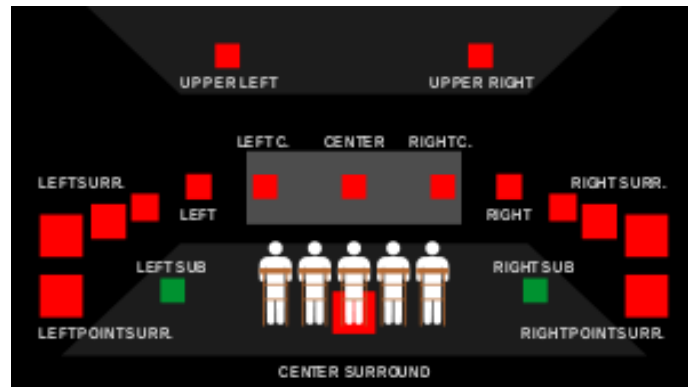 UPPER LEFT
UPPER RIGHT
LEFT C.
CENTER
RIGHT C.
LEFT SURR.
RIGHT SURR.
LEFT
RIGHT
LEFT SUB
RIGHT SUB
LEFT POINT SURR.
RIGHT POINT SURR.
CENTER SURROUND